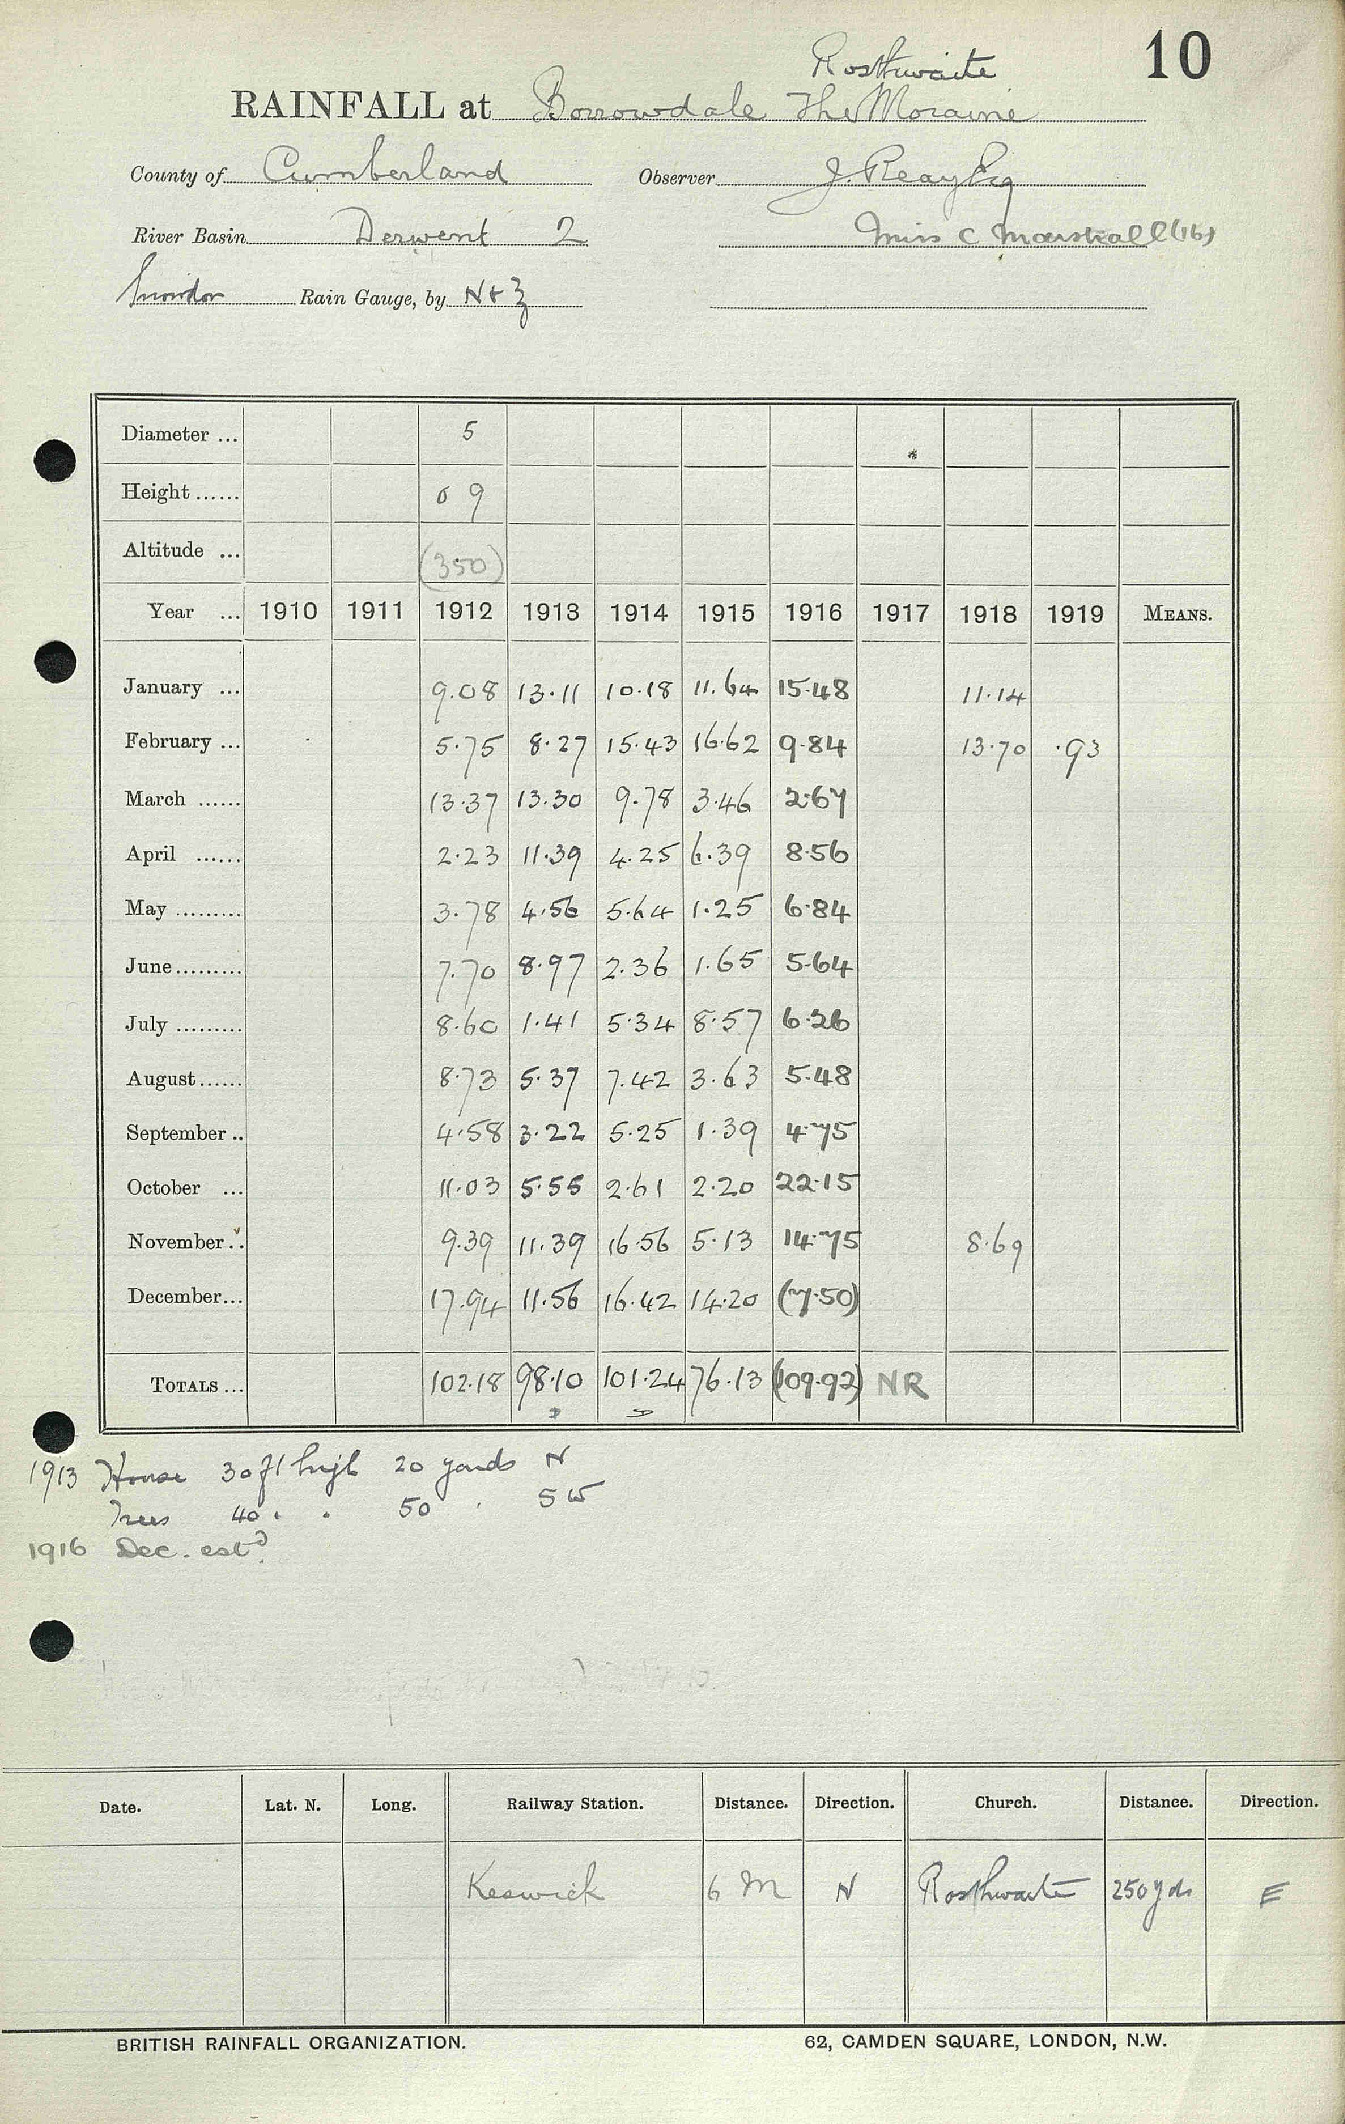 10
Rosthwaite
RAINFALL at Borrowdale The Moraine
County of Cumberland Observer J. Reay Esq
River Basin Derwent 2 Miss C Marshall (16)
Snowdon Rain Gauge, by N & Z
Diameter ... 5
Height ...... 0 9
Altitude ... (350)
Year ... 1910 1911 1912 1913 1914 1915 1916 1917 1918 1919 MEANS.
January ... 9.08 13.11 10.18 11.64 15.48 11.14
February ... 5.75 8.27 15.43 16.62 9.84 13.70 .93
March ...... 13.37 13.30 9.78 3.46 2.67
April ...... 2.23 11.39 4.25 6.39 8.56
May ......... 3.78 4.56 5.64 1.25 6.84
June ......... 7.70 8.97 2.36 1.65 5.64
July ......... 8.60 1.41 5.34 8.57 6.26
August ...... 8.73 5.37 7.42 3.63 5.48
September .. 4.58 3.22 5.25 1.39 4.75
October ... 11.03 5.55 2.61 2.20 22.15
November .. 9.39 11.39 16.56 5.13 14.75 8.69
December ... 17.94 11.56 16.42 14.20 (7.50)
TOTALS ... 102.18 98.10 101.24 76.13 (109.92) NR
1913 House 30 ft high 20 yards N
Trees 40 " " 50 " SW
1916 Dec. estd.
Date. Lat. N. Long. Railway Station. Distance. Direction. Church. Distance. Direction.
Keswick 6 M N Rosthwaite 250 yds E
BRITISH RAINFALL ORGANIZATION. 62, CAMDEN SQUARE, LONDON, N.W.